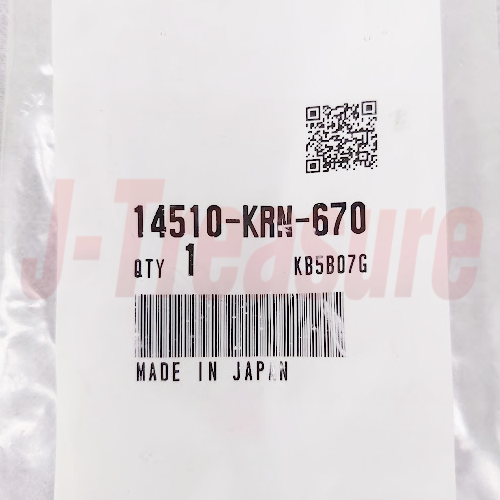 14510-KRN-670
J-Treasure
QTY 1 KB5B07G
MADE IN JAPAN